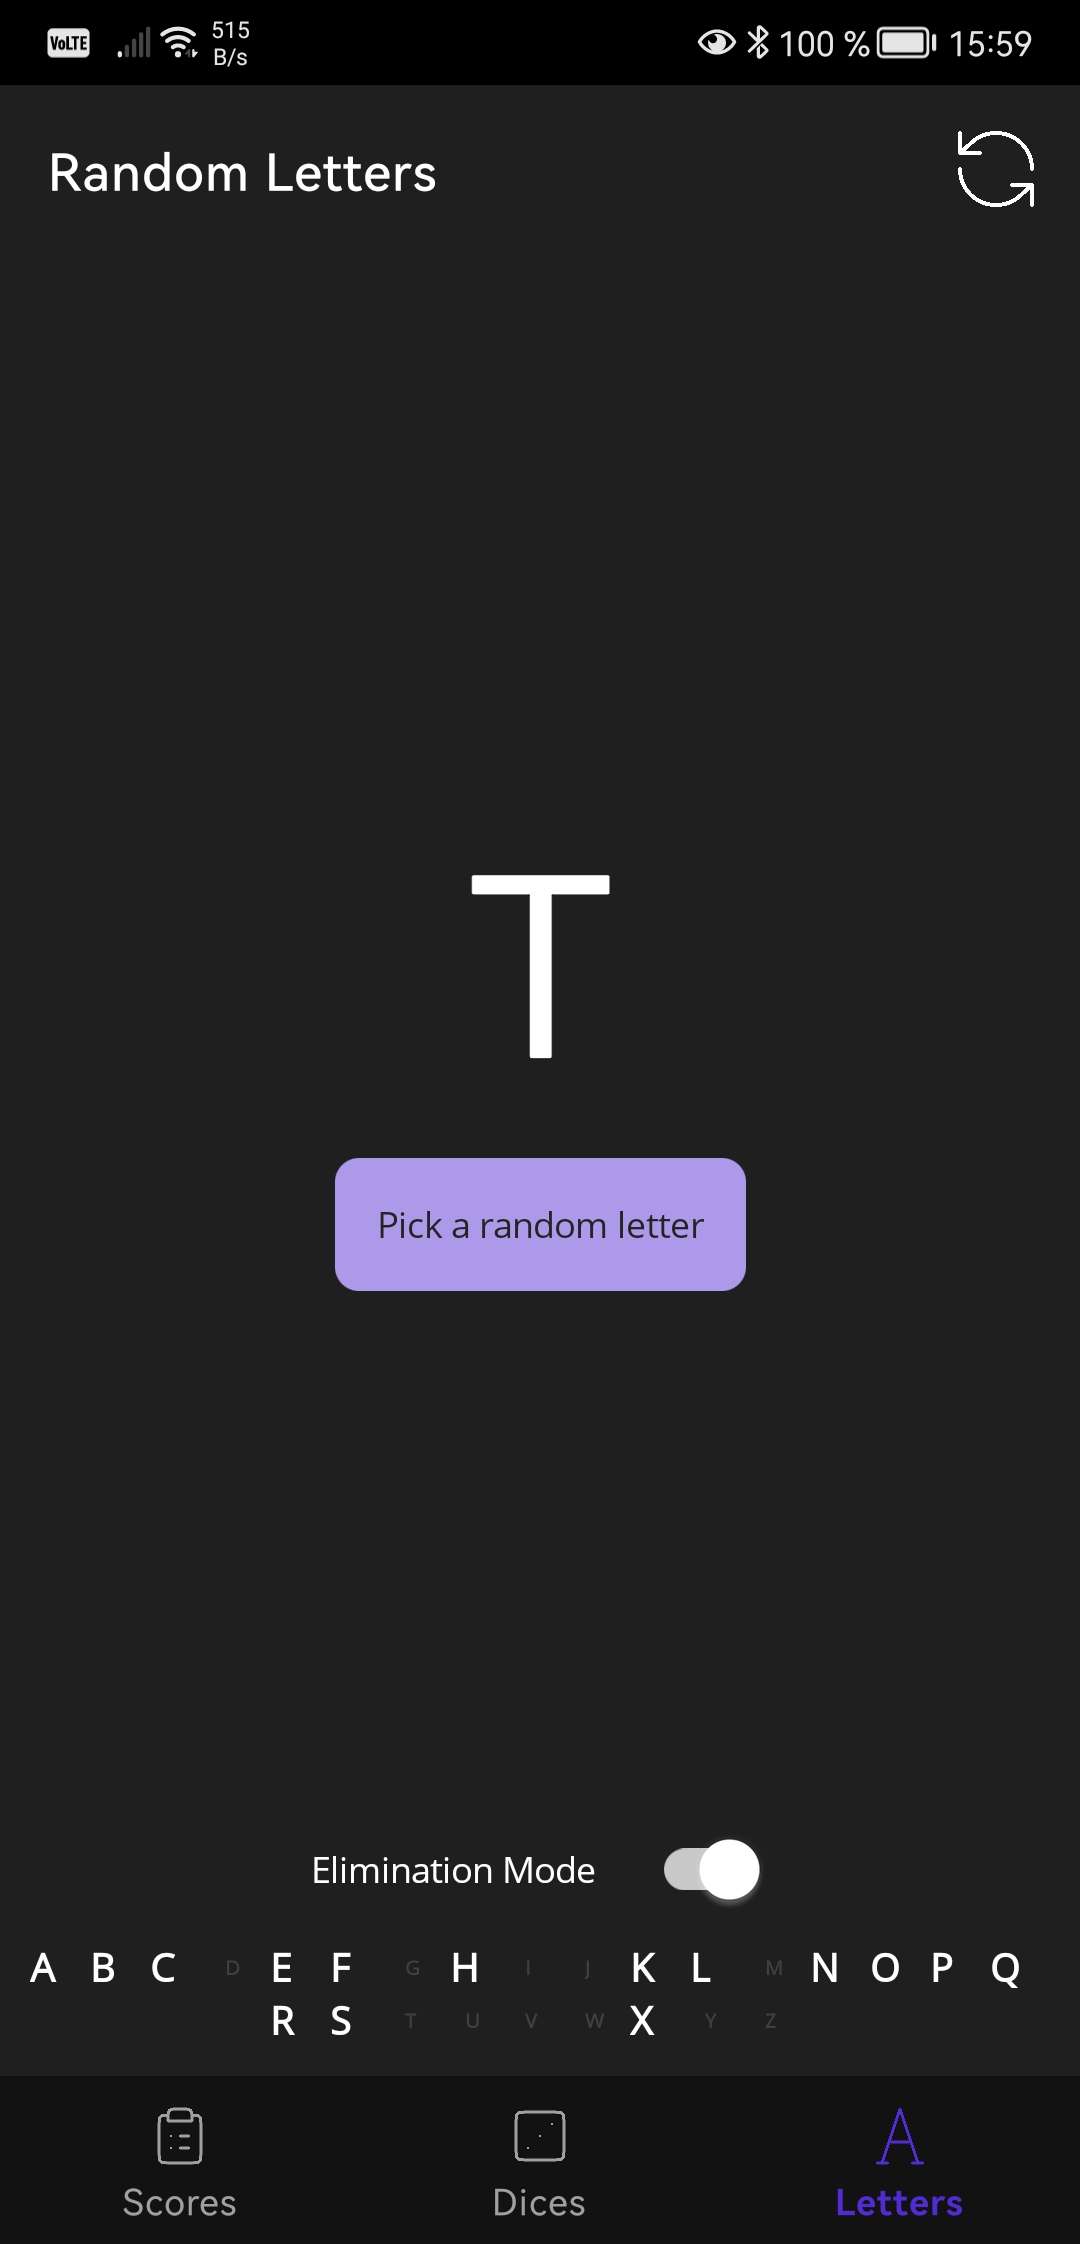 VoLTE 515 B/s 100 % 15:59
Random Letters
T
Pick a random letter
Elimination Mode
A B C D E F G H I J K L M N O P Q
R S T U V W X Y Z
Scores Dices Letters